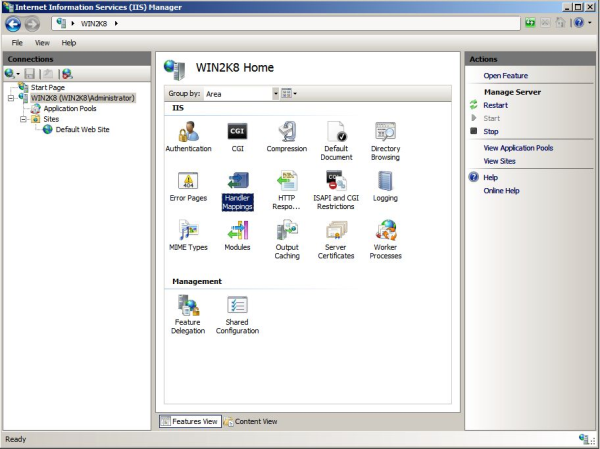 Internet Information Services (IIS) Manager
WIN2K8
File View Help
Connections
Start Page
WIN2K8 (WIN2K8\Administrator)
Application Pools
Sites
Default Web Site
WIN2K8 Home
Group by: Area
IIS
Authentication
CGI
CGI
Compression
Default Document
Directory Browsing
404
Error Pages
Handler Mappings
HTTP Respo...
CGI
ISAPI and CGI Restrictions
Logging
MIME Types
Modules
Output Caching
Server Certificates
Worker Processes
Management
Feature Delegation
Shared Configuration
Features View
Content View
Actions
Open Feature
Manage Server
Restart
Start
Stop
View Application Pools
View Sites
Help
Online Help
Ready